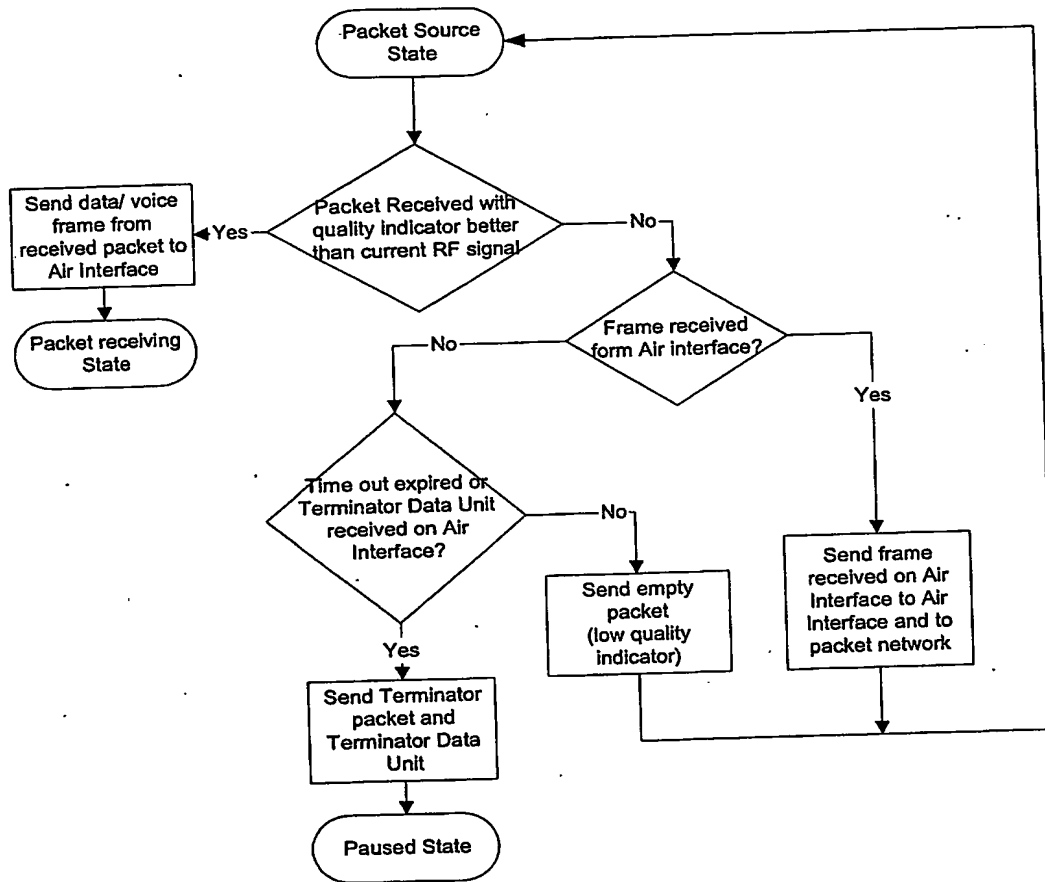 Packet Source
State
Packet Received with
quality indicator better
than current RF signal
Yes
No
Send data/ voice
frame from
received packet to
Air Interface
Packet receiving
State
Frame received
form Air interface?
No
Yes
Time out expired or
Terminator Data Unit
received on Air
Interface?
No
Yes
Send empty
packet
(low quality
indicator)
Send frame
received on Air
Interface to Air
Interface and to
packet network
Send Terminator
packet and
Terminator Data
Unit
Paused State